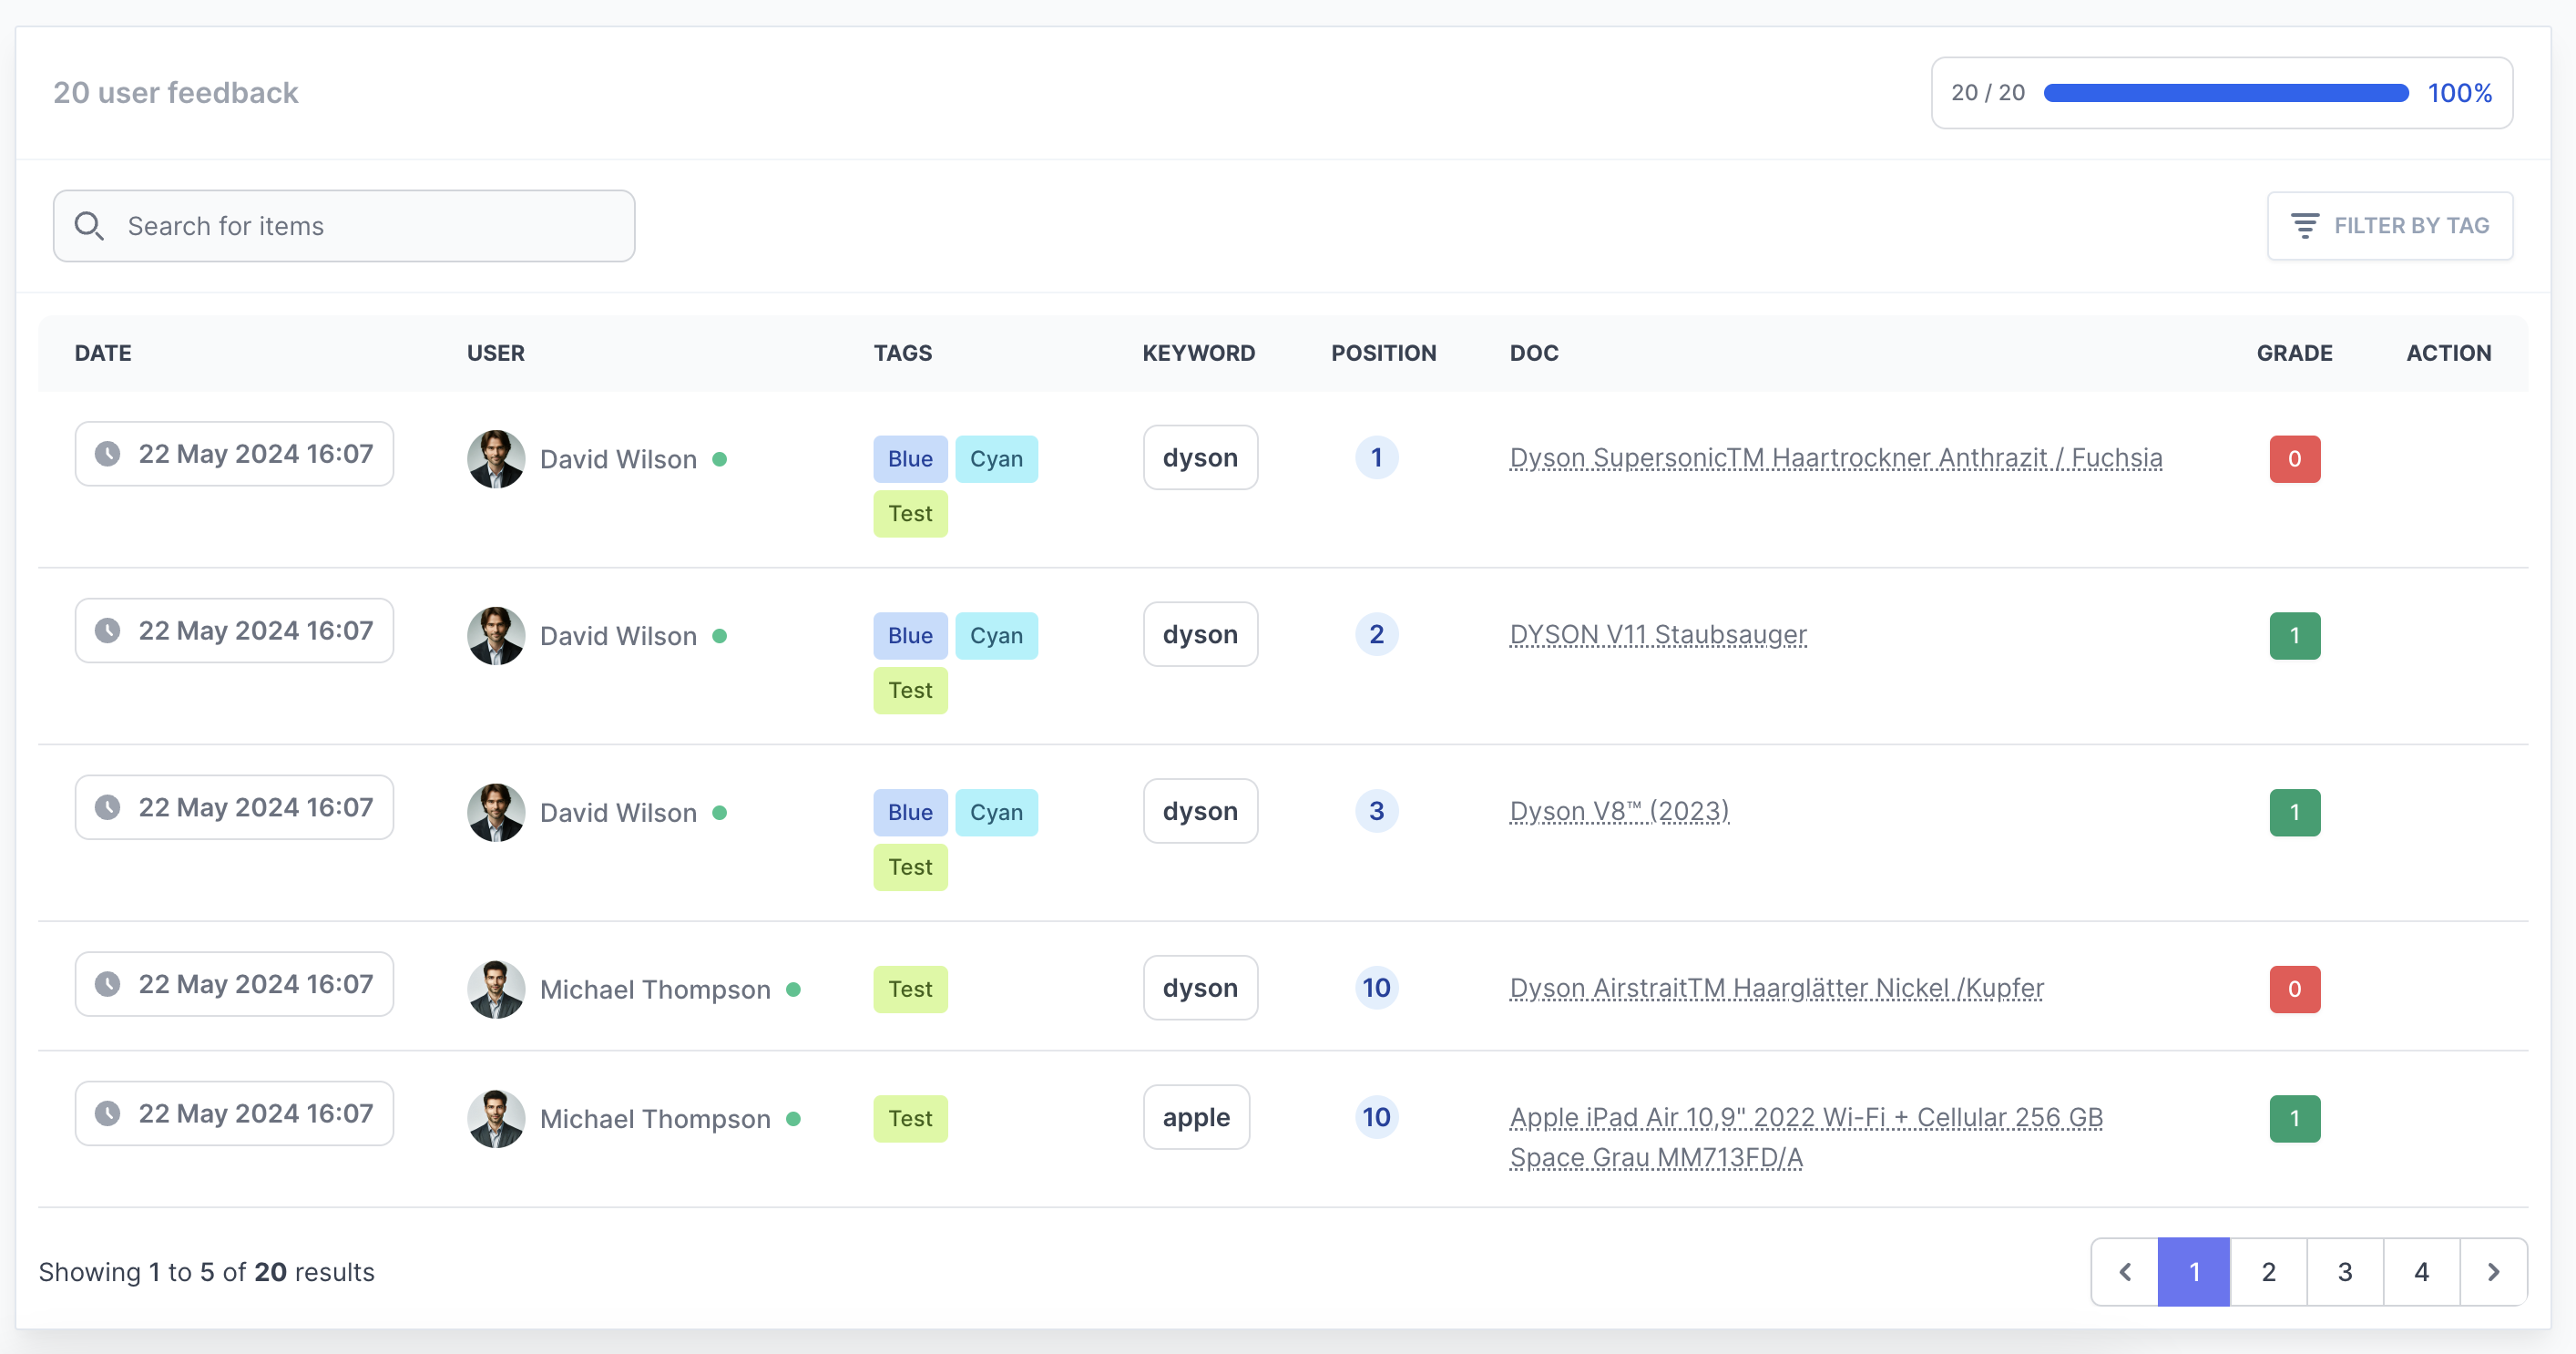 20 user feedback
20 / 20 100%
Search for items
FILTER BY TAG
DATE USER TAGS KEYWORD POSITION DOC GRADE ACTION
22 May 2024 16:07 David Wilson Blue Cyan dyson 1 Dyson SupersonicTM Haartrockner Anthrazit / Fuchsia 0
Test
22 May 2024 16:07 David Wilson Blue Cyan dyson 2 DYSON V11 Staubsauger 1
Test
22 May 2024 16:07 David Wilson Blue Cyan dyson 3 Dyson V8™ (2023) 1
Test
22 May 2024 16:07 Michael Thompson Test dyson 10 Dyson AirstraitTM Haarglätter Nickel /Kupfer 0
22 May 2024 16:07 Michael Thompson Test apple 10 Apple iPad Air 10,9" 2022 Wi-Fi + Cellular 256 GB 1
Space Grau MM713FD/A
Showing 1 to 5 of 20 results
1 2 3 4